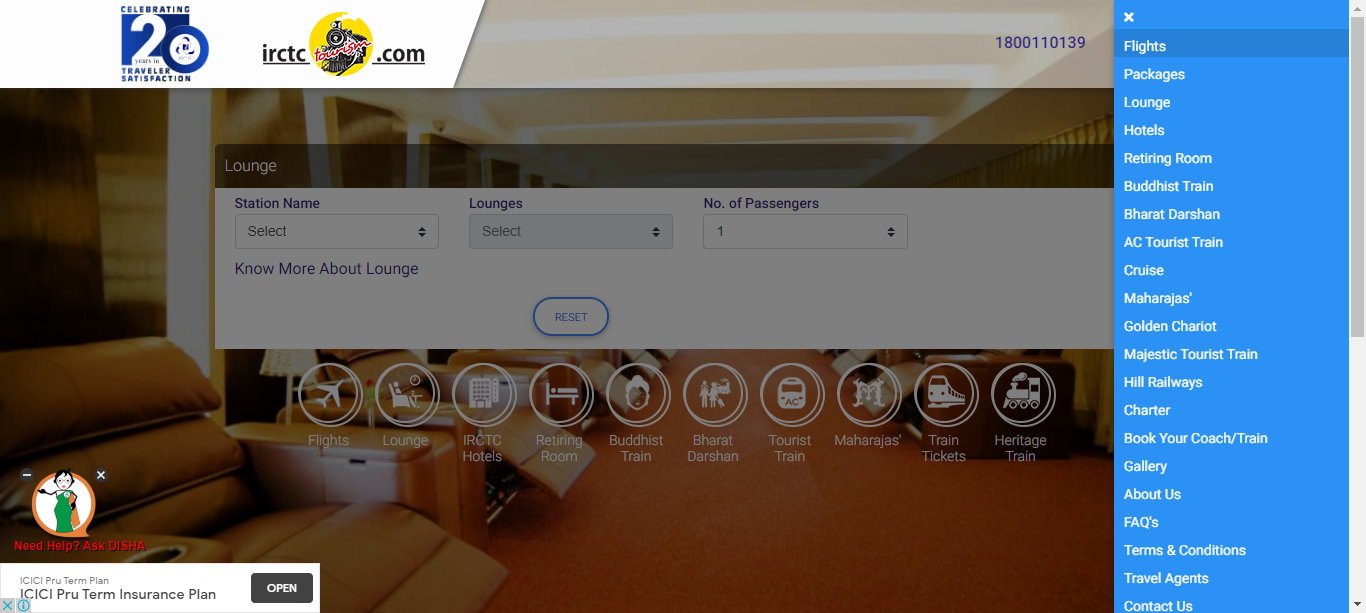 CELEBRATING
20
years in
TRAVELER
SATISFACTION
irctc tourism .com
1800110139
Lounge
Station Name
Lounges
No. of Passengers
Select
Select
1
Know More About Lounge
RESET
AC
Flights
Lounge
IRCTC
Hotels
Retiring
Room
Buddhist
Train
Bharat
Darshan
Tourist
Train
Maharajas'
Train
Tickets
Heritage
Train
Need Help? Ask DISHA
ICICI Pru Term Plan
ICICI Pru Term Insurance Plan
OPEN
Flights
Packages
Lounge
Hotels
Retiring Room
Buddhist Train
Bharat Darshan
AC Tourist Train
Cruise
Maharajas'
Golden Chariot
Majestic Tourist Train
Hill Railways
Charter
Book Your Coach/Train
Gallery
About Us
FAQ's
Terms & Conditions
Travel Agents
Contact Us